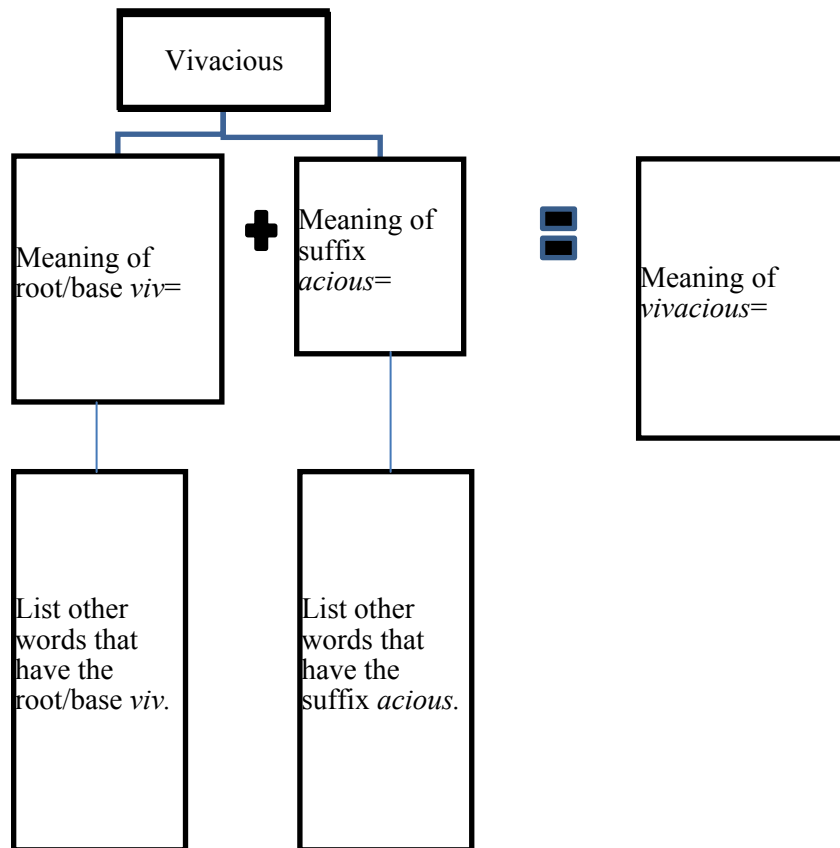 Vivacious
Meaning of
root/base viv=
Meaning of
suffix
acious=
Meaning of
vivacious=
List other
words that
have the
root/base viv.
List other
words that
have the
suffix acious.